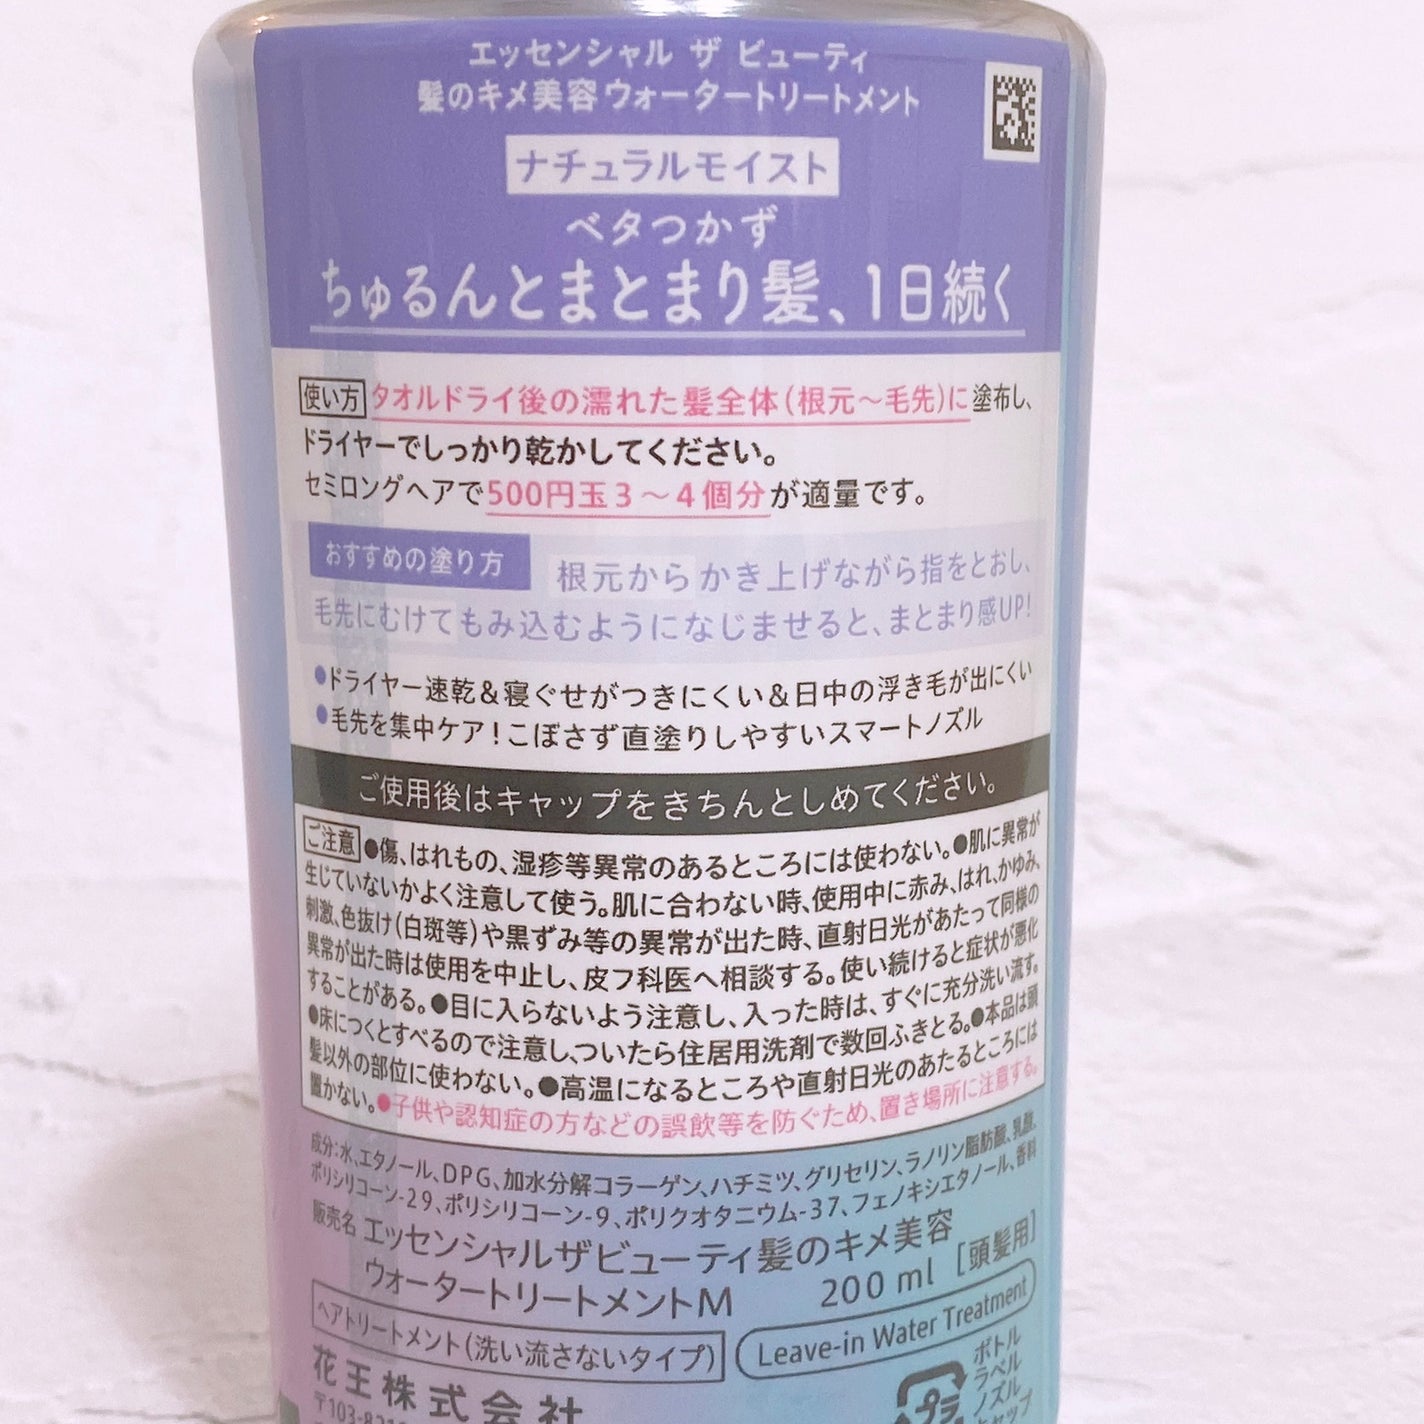 エッセンシャル ザ ビューティ
髪のキメ美容ウォータートリートメント
ナチュラルモイスト
ベタつかず
ちゅるんとまとまり髪、1日続く
使い方 タオルドライ後の濡れた髪全体(根元～毛先)に塗布し、
ドライヤーでしっかり乾かしてください。
セミロングヘアで500円玉3～4個分が適量です。
おすすめの塗り方 根元からかき上げながら指をとおし、
毛先にむけてもみ込むようになじませると、まとまり感UP!
●ドライヤー速乾&寝ぐせがつきにくい&日中の浮き毛が出にくい
●毛先を集中ケア!こぼさず直塗りしやすいスマートノズル
ご使用後はキャップをきちんとしめてください。
ご注意 ●傷、はれもの、湿疹等異常のあるところには使わない。●肌に異常が
生じていないかよく注意して使う。肌に合わない時、使用中に赤み、はれ、かゆみ、
刺激、色抜け(白斑等)や黒ずみ等の異常が出た時、直射日光があたって同様の
異常が出た時は使用を中止し、皮フ科医へ相談する。使い続けると症状が悪化
することがある。●目に入らないよう注意し、入った時は、すぐに充分洗い流す。
●床につくとすべるので注意し、ついたら住居用洗剤で数回ふきとる。●本品は頭
髪以外の部位に使わない。●高温になるところや直射日光のあたるところには
置かない。●子供や認知症の方などの誤飲等を防ぐため、置き場所に注意する。
成分:水、エタノール、DPG、加水分解コラーゲン、ハチミツ、グリセリン、ラノリン脂肪酸、乳酸、
ポリシリコーン-29、ポリシリコーン-9、ポリクオタニウム-37、フェノキシエタノール、香料
販売名 エッセンシャルザビューティ髪のキメ美容
ウォータートリートメントM 200 ml [頭髪用]
ヘアトリートメント(洗い流さないタイプ) Leave-in Water Treatment
花王株式会社
〒103-8210
プラ
ボトル
ラベル
ノズル
キャップ